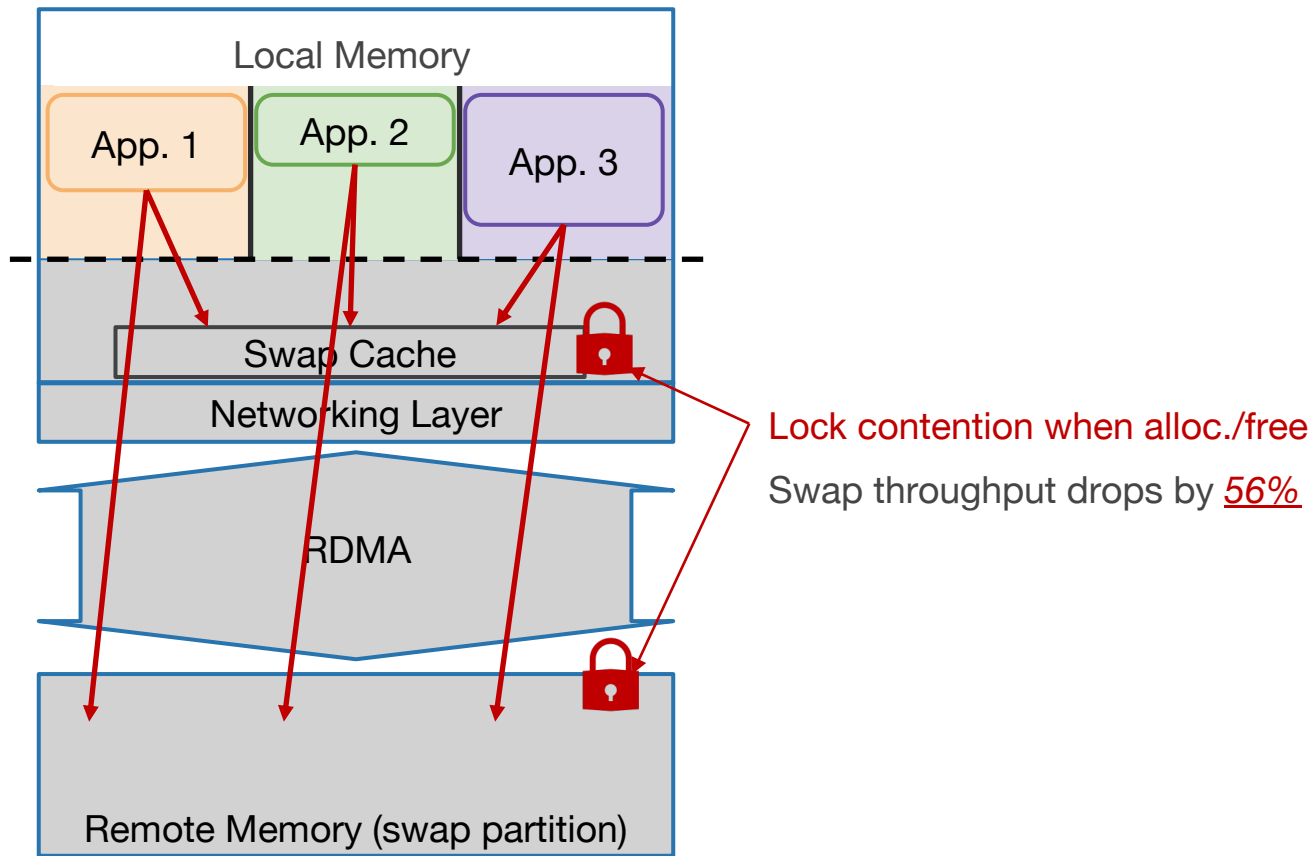 Local Memory
App. 1
App. 2
App. 3
Swap Cache
Networking Layer
Lock contention when alloc./free
Swap throughput drops by 56%
RDMA
Remote Memory (swap partition)